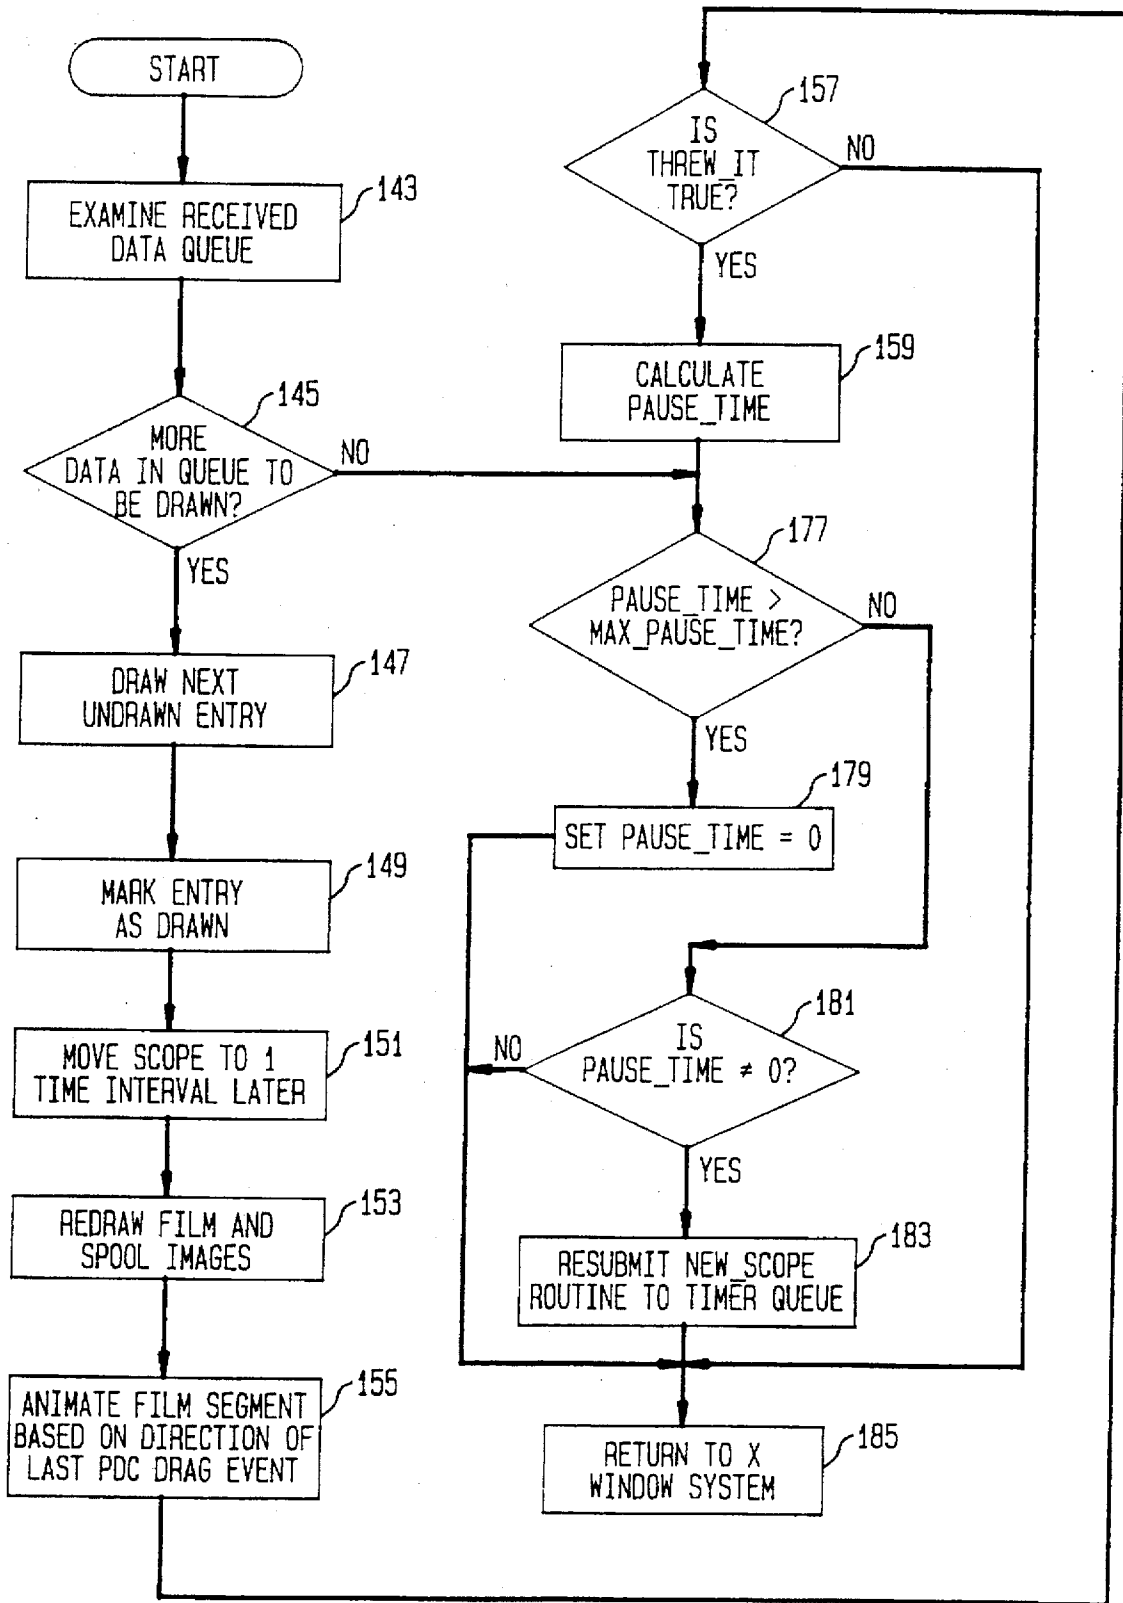 START
143
EXAMINE RECEIVED
DATA QUEUE
145
MORE
DATA IN QUEUE TO
BE DRAWN?
NO
YES
147
DRAW NEXT
UNDRAWN ENTRY
149
MARK ENTRY
AS DRAWN
151
MOVE SCOPE TO 1
TIME INTERVAL LATER
153
REDRAW FILM AND
SPOOL IMAGES
155
ANIMATE FILM SEGMENT
BASED ON DIRECTION OF
LAST PDC DRAG EVENT
157
IS
THREW_IT
TRUE?
NO
YES
159
CALCULATE
PAUSE_TIME
177
PAUSE_TIME >
MAX_PAUSE_TIME?
NO
YES
179
SET PAUSE_TIME = 0
181
IS
PAUSE_TIME ≠ 0?
NO
YES
183
RESUBMIT NEW_SCOPE
ROUTINE TO TIMER QUEUE
185
RETURN TO X
WINDOW SYSTEM